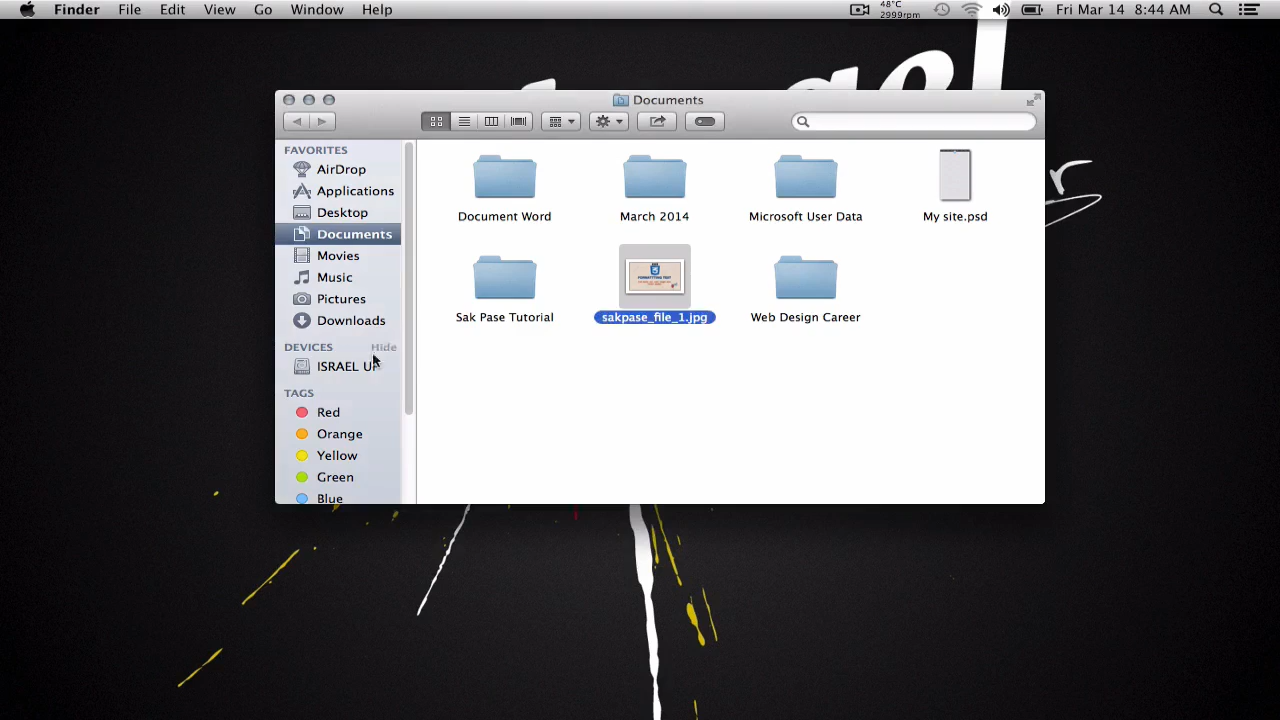 Finder File Edit View Go Window Help 48°C 2999rpm Fri Mar 14 8:44 AM
Documents
FAVORITES
AirDrop
Applications
Desktop
Documents
Movies
Music
Pictures
Downloads
DEVICES Hide
ISRAEL
TAGS
Red
Orange
Yellow
Green
Blue
Document Word
March 2014
Microsoft User Data
My site.psd
Sak Pase Tutorial
sakpase_file_1.jpg
Web Design Career